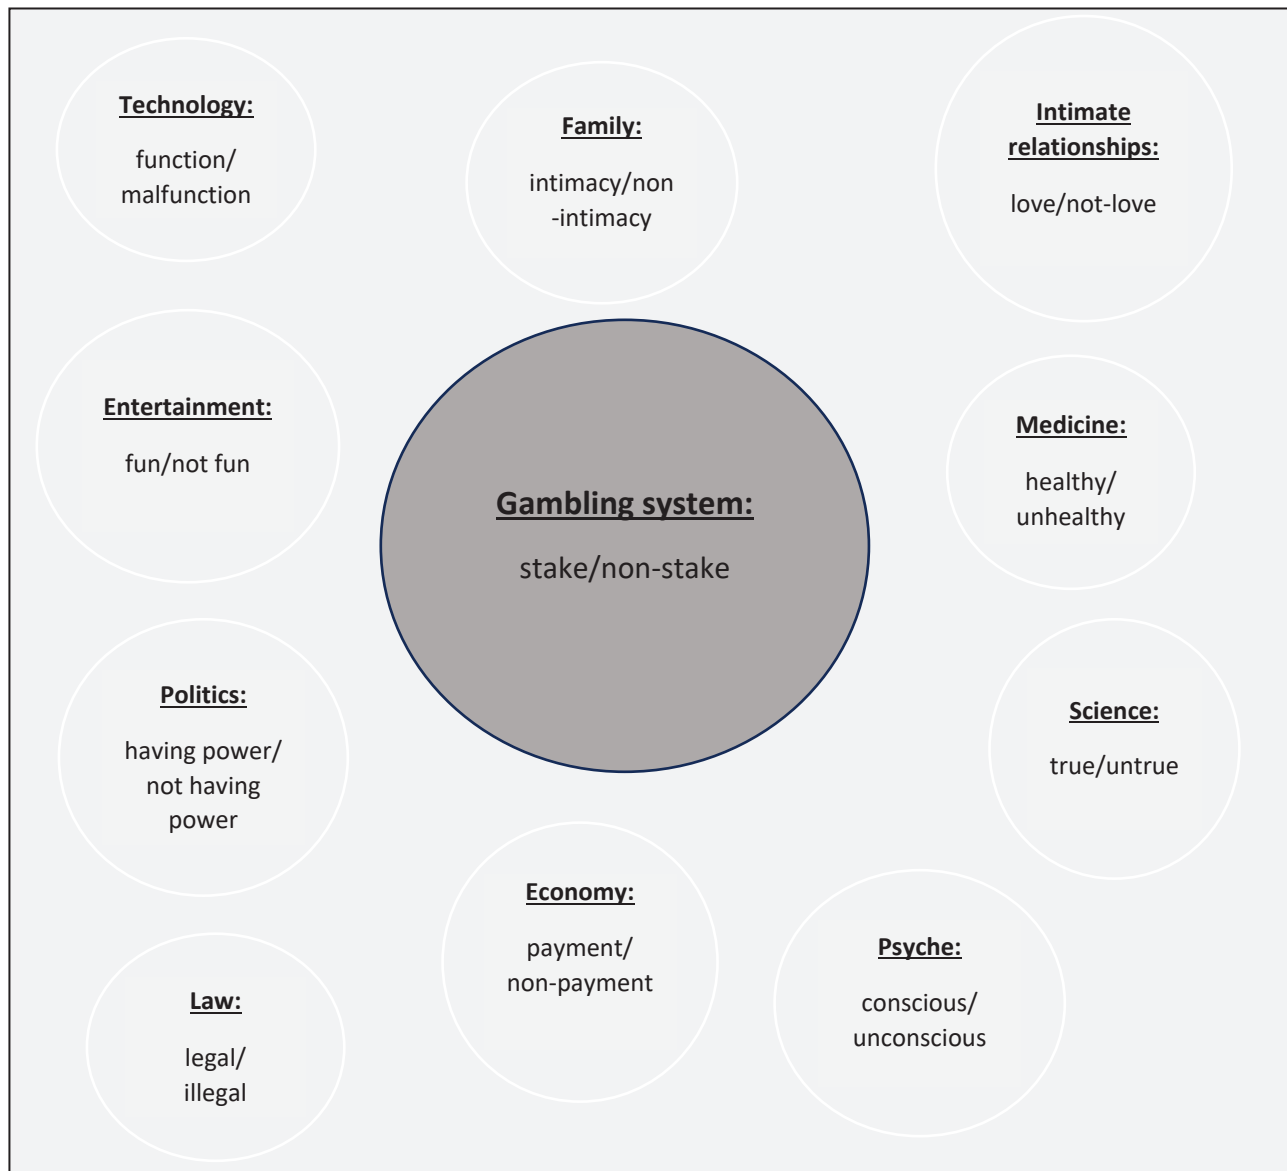 Technology:
function/
malfunction
Family:
intimacy/non
-intimacy
Intimate
relationships:
love/not-love
Entertainment:
fun/not fun
Gambling system:
stake/non-stake
Medicine:
healthy/
unhealthy
Politics:
having power/
not having
power
Science:
true/untrue
Economy:
payment/
non-payment
Psyche:
conscious/
unconscious
Law:
legal/
illegal